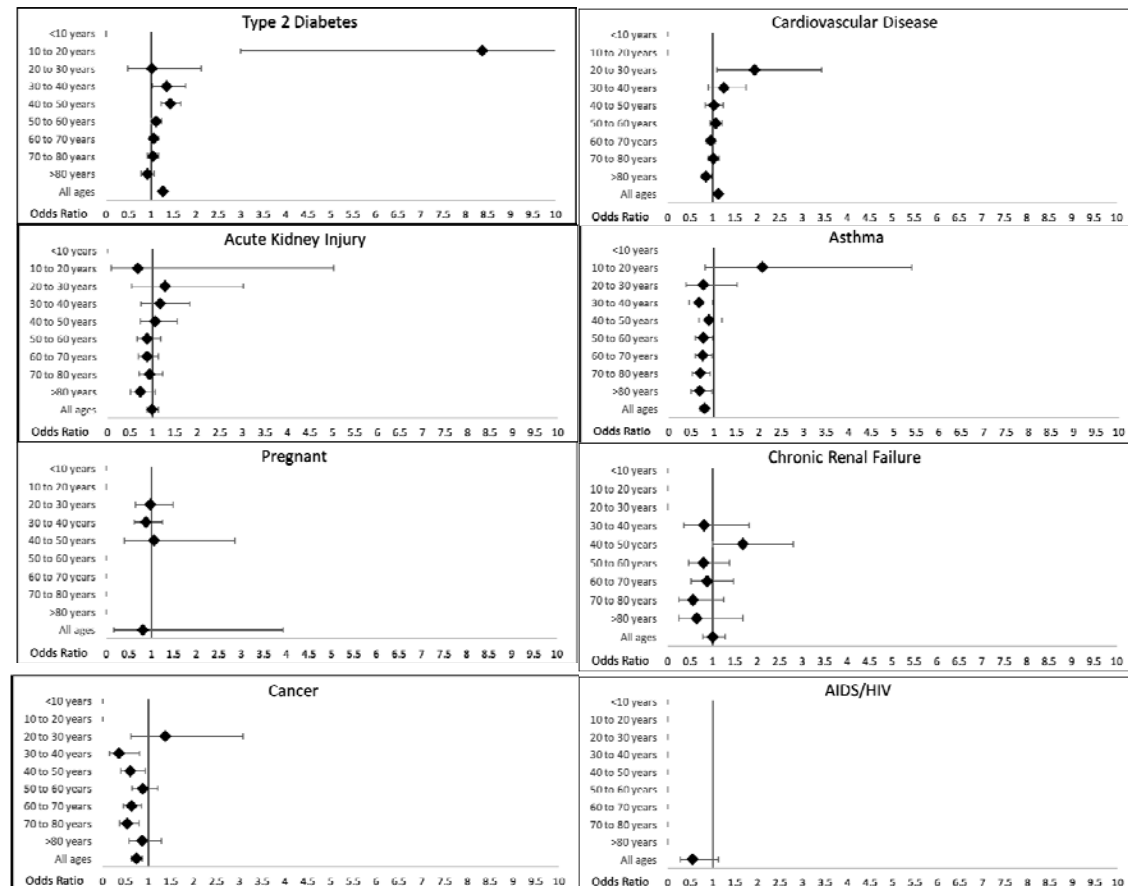 Type 2 Diabetes
<10 years
10 to 20 years
20 to 30 years
30 to 40 years
40 to 50 years
50 to 60 years
60 to 70 years
70 to 80 years
>80 years
All ages
Odds Ratio 0 0.5 1 1.5 2 2.5 3 3.5 4 4.5 5 5.5 6 6.5 7 7.5 8 8.5 9 9.5 10
Cardiovascular Disease
<10 years
10 to 20 years
20 to 30 years
30 to 40 years
40 to 50 years
50 to 60 years
60 to 70 years
70 to 80 years
>80 years
All ages
Odds Ratio 0 0.5 1 1.5 2 2.5 3 3.5 4 4.5 5 5.5 6 6.5 7 7.5 8 8.5 9 9.5 10
Acute Kidney Injury
<10 years
10 to 20 years
20 to 30 years
30 to 40 years
40 to 50 years
50 to 60 years
60 to 70 years
70 to 80 years
>80 years
All ages
Odds Ratio 0 0.5 1 1.5 2 2.5 3 3.5 4 4.5 5 5.5 6 6.5 7 7.5 8 8.5 9 9.5 10
Asthma
<10 years
10 to 20 years
20 to 30 years
30 to 40 years
40 to 50 years
50 to 60 years
60 to 70 years
70 to 80 years
>80 years
All ages
Odds Ratio 0 0.5 1 1.5 2 2.5 3 3.5 4 4.5 5 5.5 6 6.5 7 7.5 8 8.5 9 9.5 10
Pregnant
<10 years
10 to 20 years
20 to 30 years
30 to 40 years
40 to 50 years
50 to 60 years
60 to 70 years
70 to 80 years
>80 years
All ages
Odds Ratio 0 0.5 1 1.5 2 2.5 3 3.5 4 4.5 5 5.5 6 6.5 7 7.5 8 8.5 9 9.5 10
Chronic Renal Failure
<10 years
10 to 20 years
20 to 30 years
30 to 40 years
40 to 50 years
50 to 60 years
60 to 70 years
70 to 80 years
>80 years
All ages
Odds Ratio 0 0.5 1 1.5 2 2.5 3 3.5 4 4.5 5 5.5 6 6.5 7 7.5 8 8.5 9 9.5 10
Cancer
<10 years
10 to 20 years
20 to 30 years
30 to 40 years
40 to 50 years
50 to 60 years
60 to 70 years
70 to 80 years
>80 years
All ages
Odds Ratio 0 0.5 1 1.5 2 2.5 3 3.5 4 4.5 5 5.5 6 6.5 7 7.5 8 8.5 9 9.5 10
AIDS/HIV
<10 years
10 to 20 years
20 to 30 years
30 to 40 years
40 to 50 years
50 to 60 years
60 to 70 years
70 to 80 years
>80 years
All ages
Odds Ratio 0 0.5 1 1.5 2 2.5 3 3.5 4 4.5 5 5.5 6 6.5 7 7.5 8 8.5 9 9.5 10